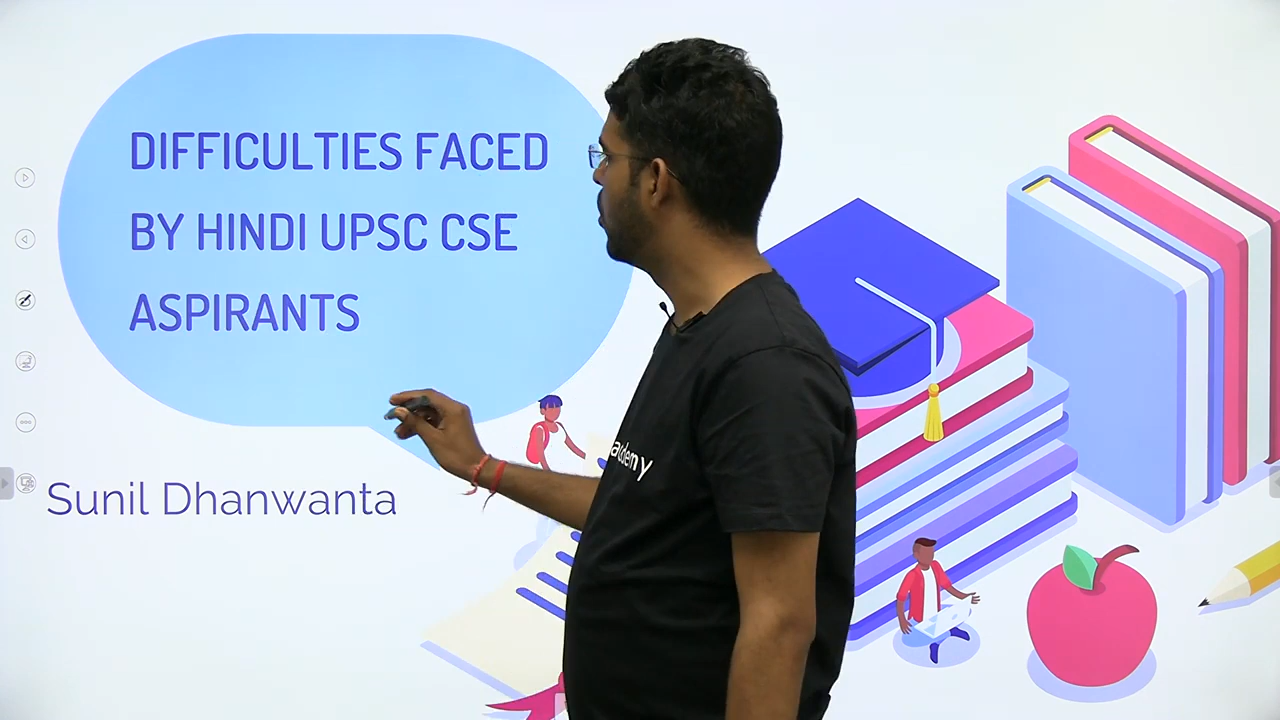 DIFFICULTIES FACED
BY HINDI UPSC CSE
ASPIRANTS
Sunil Dhanwanta